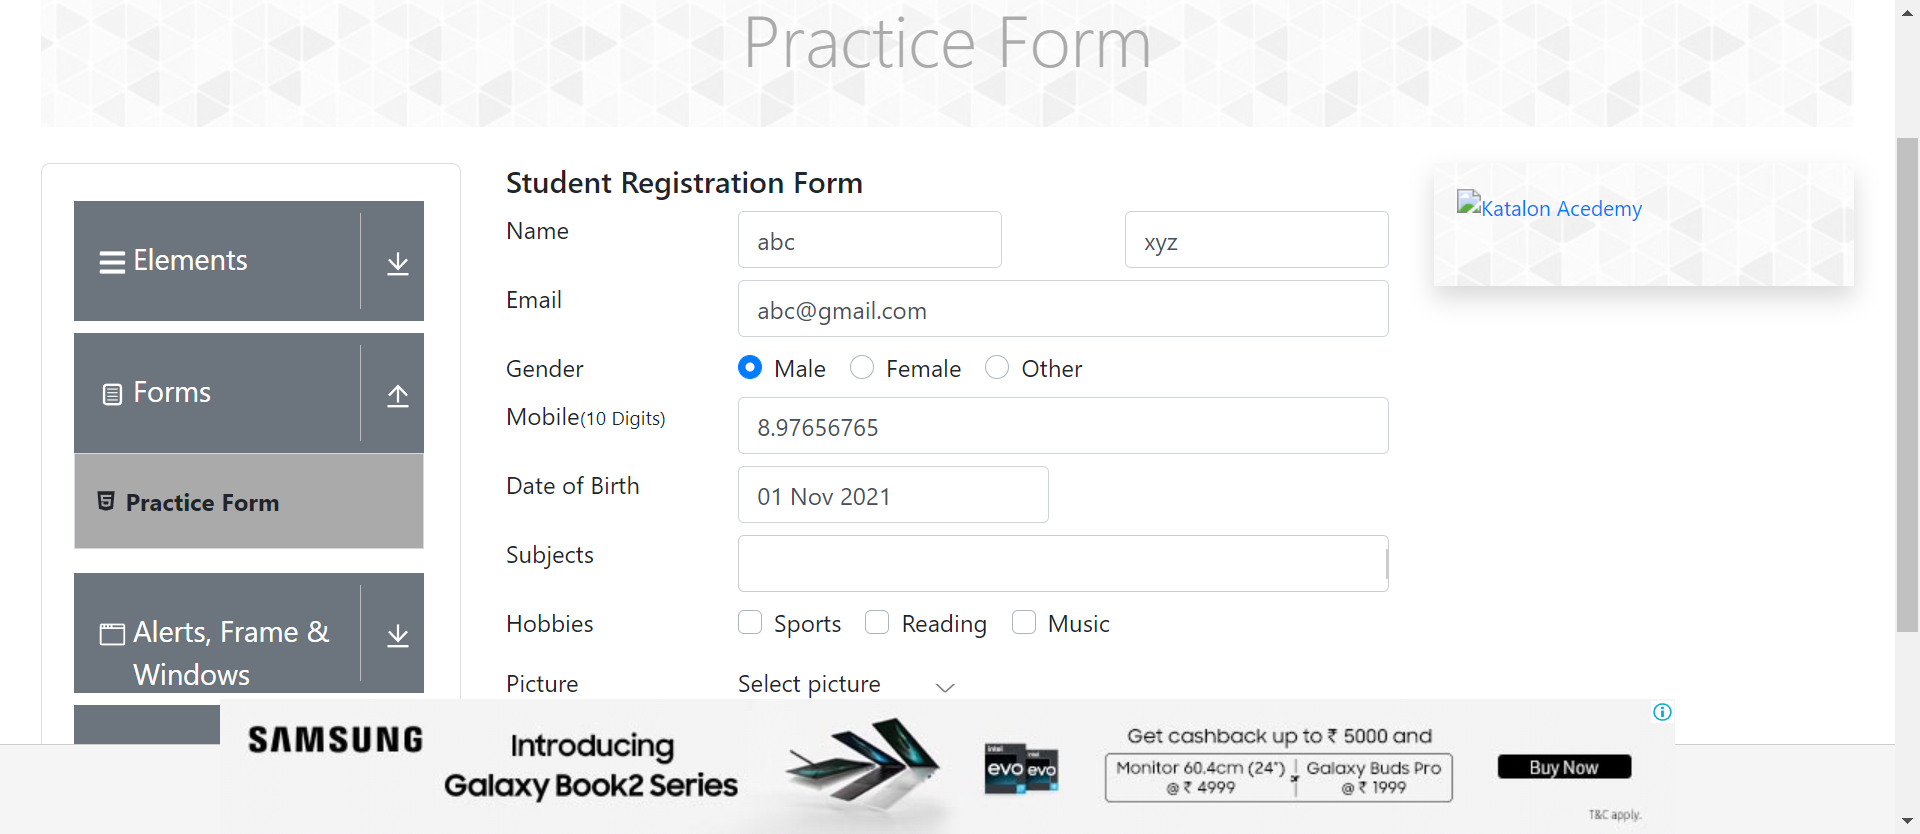 Practice Form
Elements
Forms
Practice Form
Alerts, Frame &
Windows
Student Registration Form
Name
abc
xyz
Email
abc@gmail.com
Gender
Male
Female
Other
Mobile(10 Digits)
8.97656765
Date of Birth
01 Nov 2021
Subjects
Hobbies
Sports
Reading
Music
Picture
Select picture
Katalon Acedemy
SAMSUNG
Introducing
Galaxy Book2 Series
intel
evo
evo
Get cashback up to ₹ 5000 and
Monitor 60.4cm (24")
@ ₹ 4999
or
Galaxy Buds Pro
@ ₹ 1999
Buy Now
T&C apply.